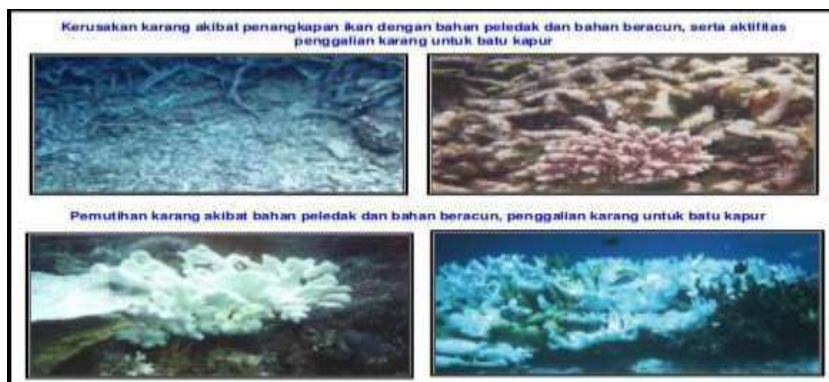 Kerusakan karang akibat penangkapan ikan dengan bahan peledak dan bahan beracun, serta aktifitas
penggalian karang untuk batu kapur
Pemutihan karang akibat bahan peledak dan bahan beracun, penggalian karang untuk batu kapur